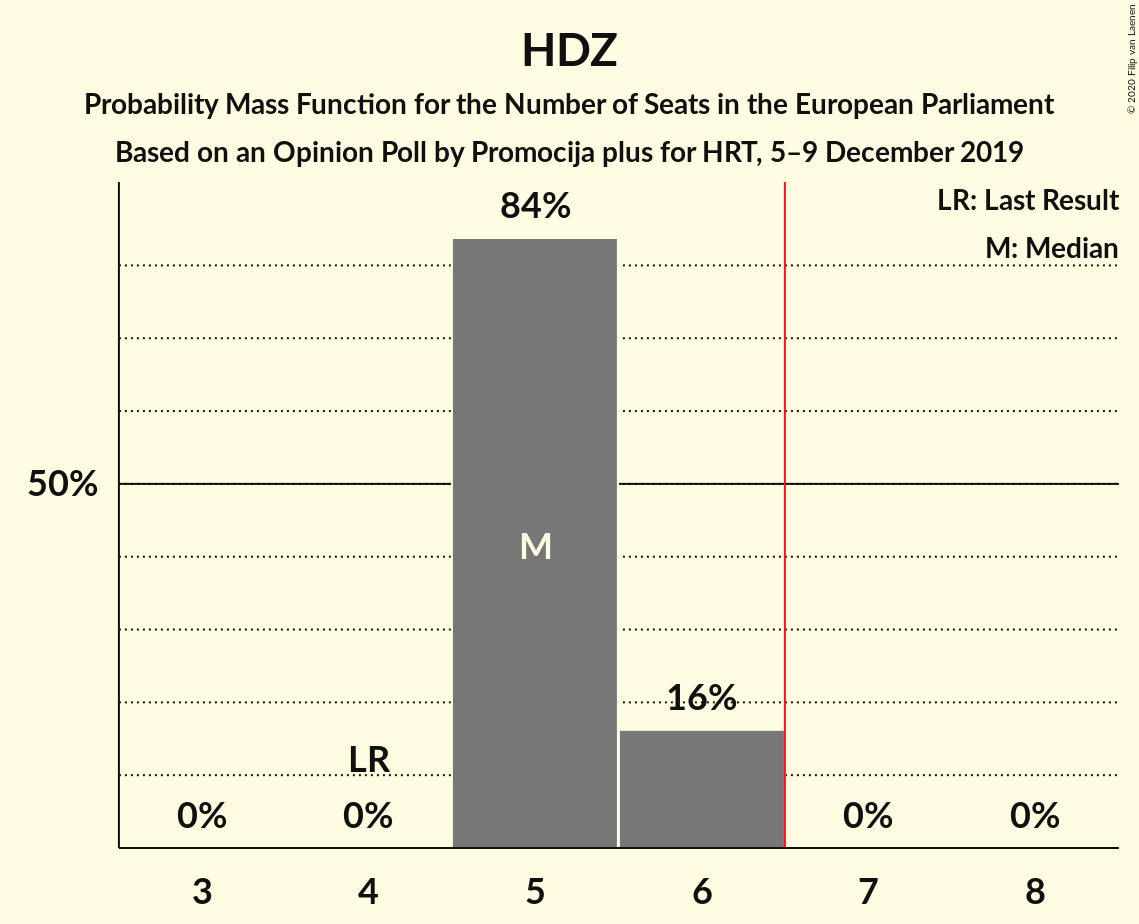 HDZ
Probability Mass Function for the Number of Seats in the European Parliament
Based on an Opinion Poll by Promocija plus for HRT, 5–9 December 2019
© 2020 Filip van Laenen
LR: Last Result
M: Median
84%
50%
M
16%
LR
0%
0%
0%
0%
3
4
5
6
7
8